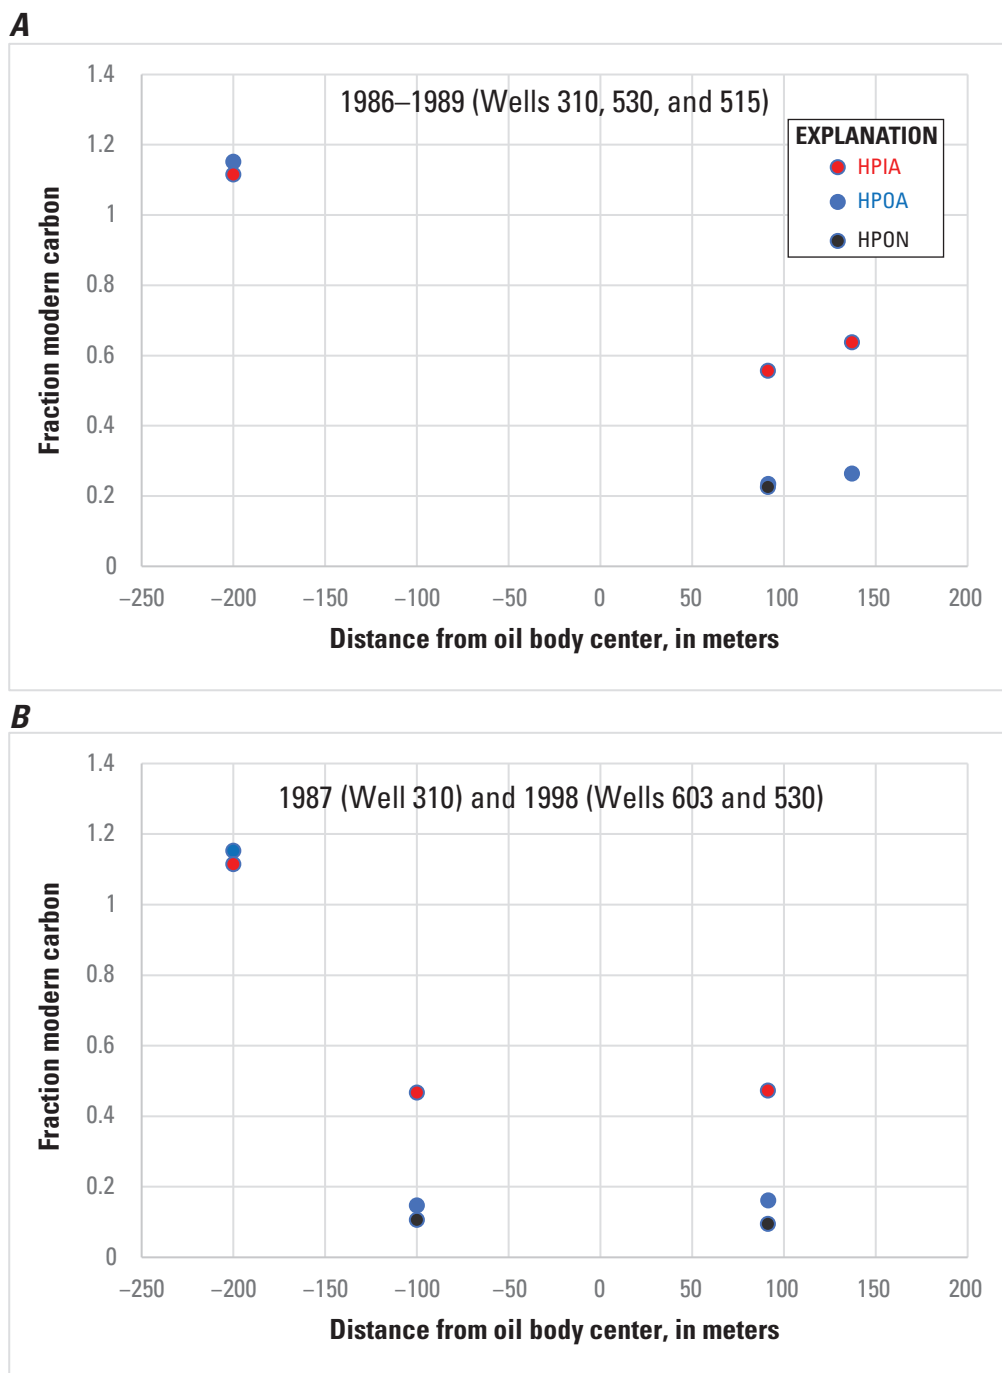 A
1986–1989 (Wells 310, 530, and 515)
EXPLANATION
HPIA
HPOA
HPON
Fraction modern carbon
1.4
1.2
1
0.8
0.6
0.4
0.2
0
–250 –200 –150 –100 –50 0 50 100 150 200
Distance from oil body center, in meters
B
1987 (Well 310) and 1998 (Wells 603 and 530)
Fraction modern carbon
1.4
1.2
1
0.8
0.6
0.4
0.2
0
–250 –200 –150 –100 –50 0 50 100 150 200
Distance from oil body center, in meters